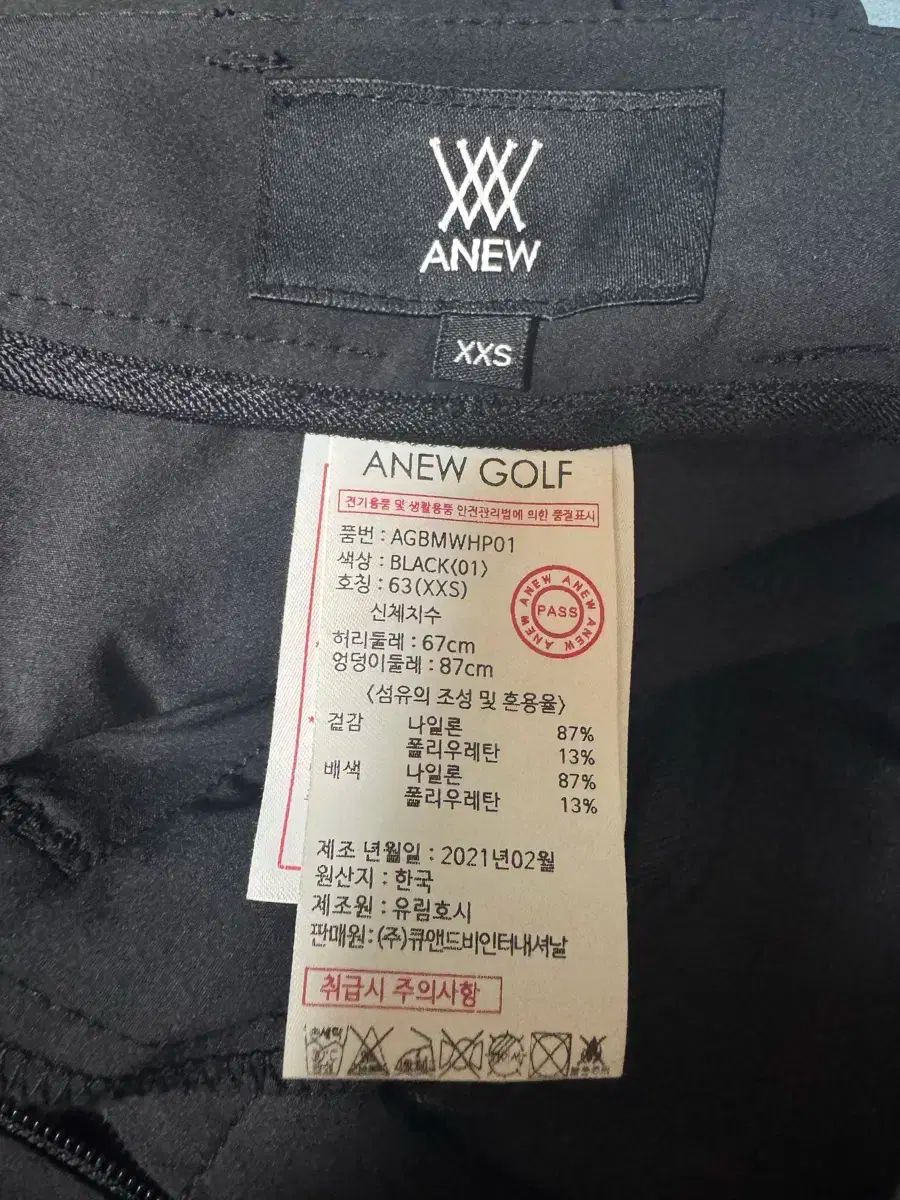 ANEW
XXS
ANEW GOLF
전기용품 및 생활용품 안전관리법에 의한 품질표시
품번 : AGBMWHP01
색상 : BLACK(01)
호칭 : 63(XXS)
신체치수
허리둘레 : 67cm
엉덩이둘레 : 87cm
ANEW ANEW ANEW ANEW
PASS
〈섬유의 조성 및 혼용율〉
겉감 나일론 87%
폴리우레탄 13%
배색 나일론 87%
폴리우레탄 13%
제조 년월일 : 2021년02월
원산지 : 한국
제조원 : 유림호시
판매원 : (주)큐앤드비인터내셔날
취급시 주의사항
손세탁